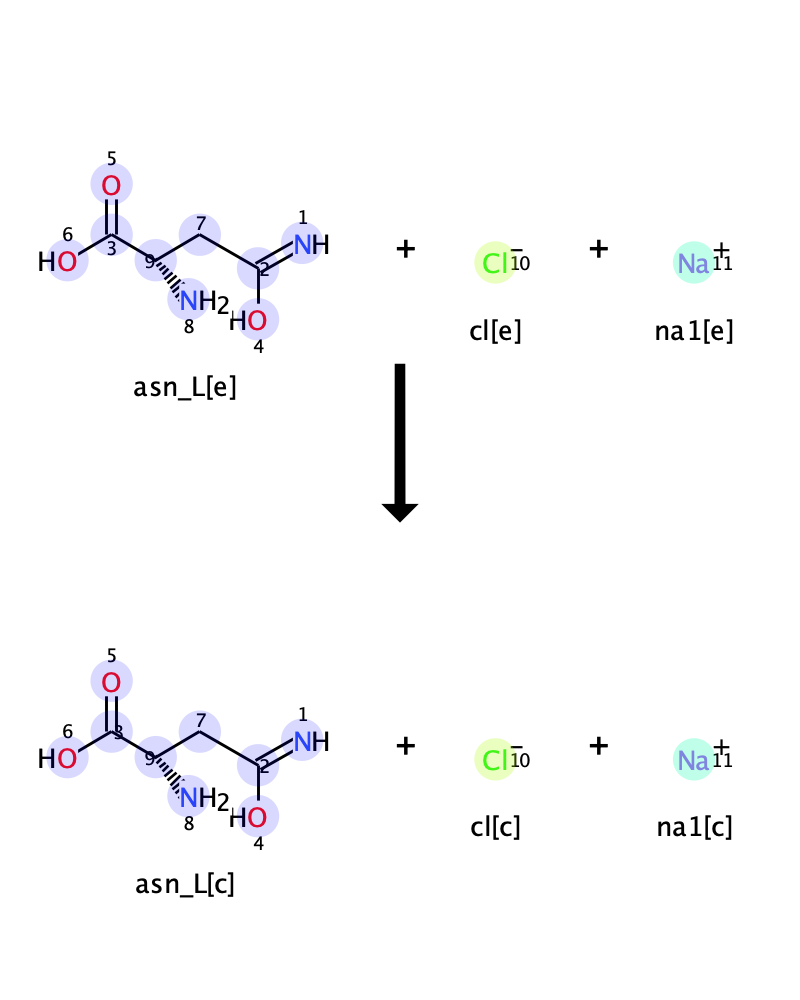 5
O
6
7
1
HO
3
9
2
NH
NH2
8
HO
4
+
Cl−
10
+
Na+
11
asn_L[e]
cl[e]
na1[e]
5
O
6
7
1
HO
3
9
2
NH
NH2
8
HO
4
+
Cl−
10
+
Na+
11
asn_L[c]
cl[c]
na1[c]